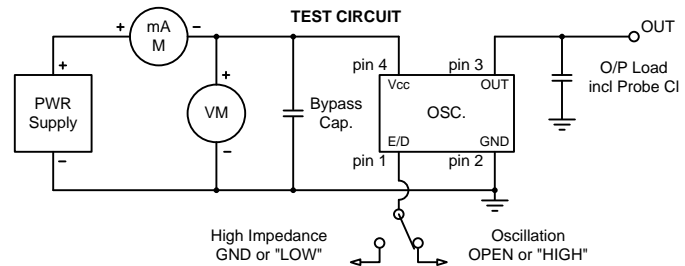 TEST CIRCUIT
+ mA M -
OUT
+ PWR Supply -
+ VM -
Bypass Cap.
pin 4
pin 3
Vcc
OUT
OSC.
E/D
GND
pin 1
pin 2
O/P Load
incl Probe Cl
High Impedance
GND or "LOW"
Oscillation
OPEN or "HIGH"